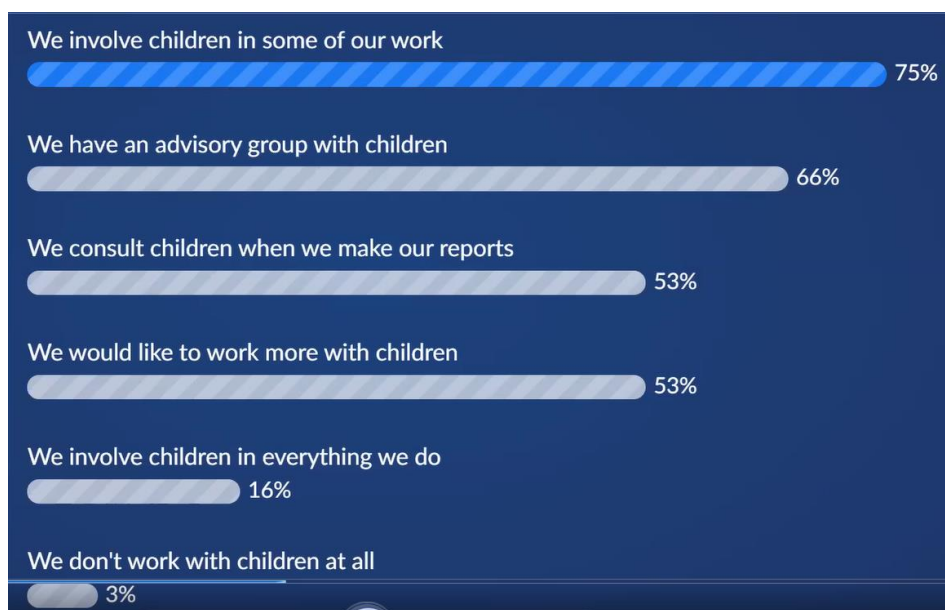 We involve children in some of our work
75%
We have an advisory group with children
66%
We consult children when we make our reports
53%
We would like to work more with children
53%
We involve children in everything we do
16%
We don't work with children at all
3%